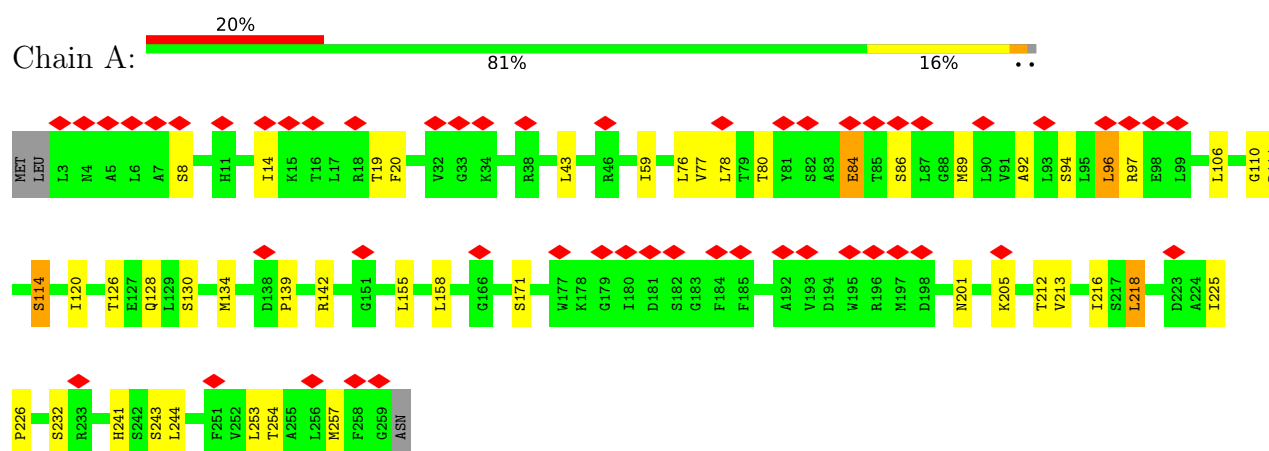 20%
Chain A:
81% 16% • •
MET LEU L3 N4 A5 L6 A7 S8 H11 I14 K15 T16 L17 R18 T19 F20 V32 G33 K34 R38 L43 R46 I59 L76 V77 L78 T79 T80 Y81 S82 A83 E84 T85 S86 L87 G88 M89 L90 V91 A92 L93 S94 L95 L96 R97 E98 L99 L106 G110
S114 I120 T126 E127 Q128 L129 S130 M134 D138 P139 R142 G151 L155 L158 G166 S171 W177 K178 G179 I180 D181 S182 G183 F184 F185 A192 V193 D194 W195 R196 M197 D198 N201 K205 T212 V213 I216 S217 L218 D223 A224 I225
P226 S232 R233 H241 S242 S243 L244 F251 V252 L253 T254 A255 L256 M257 F258 G259 ASN